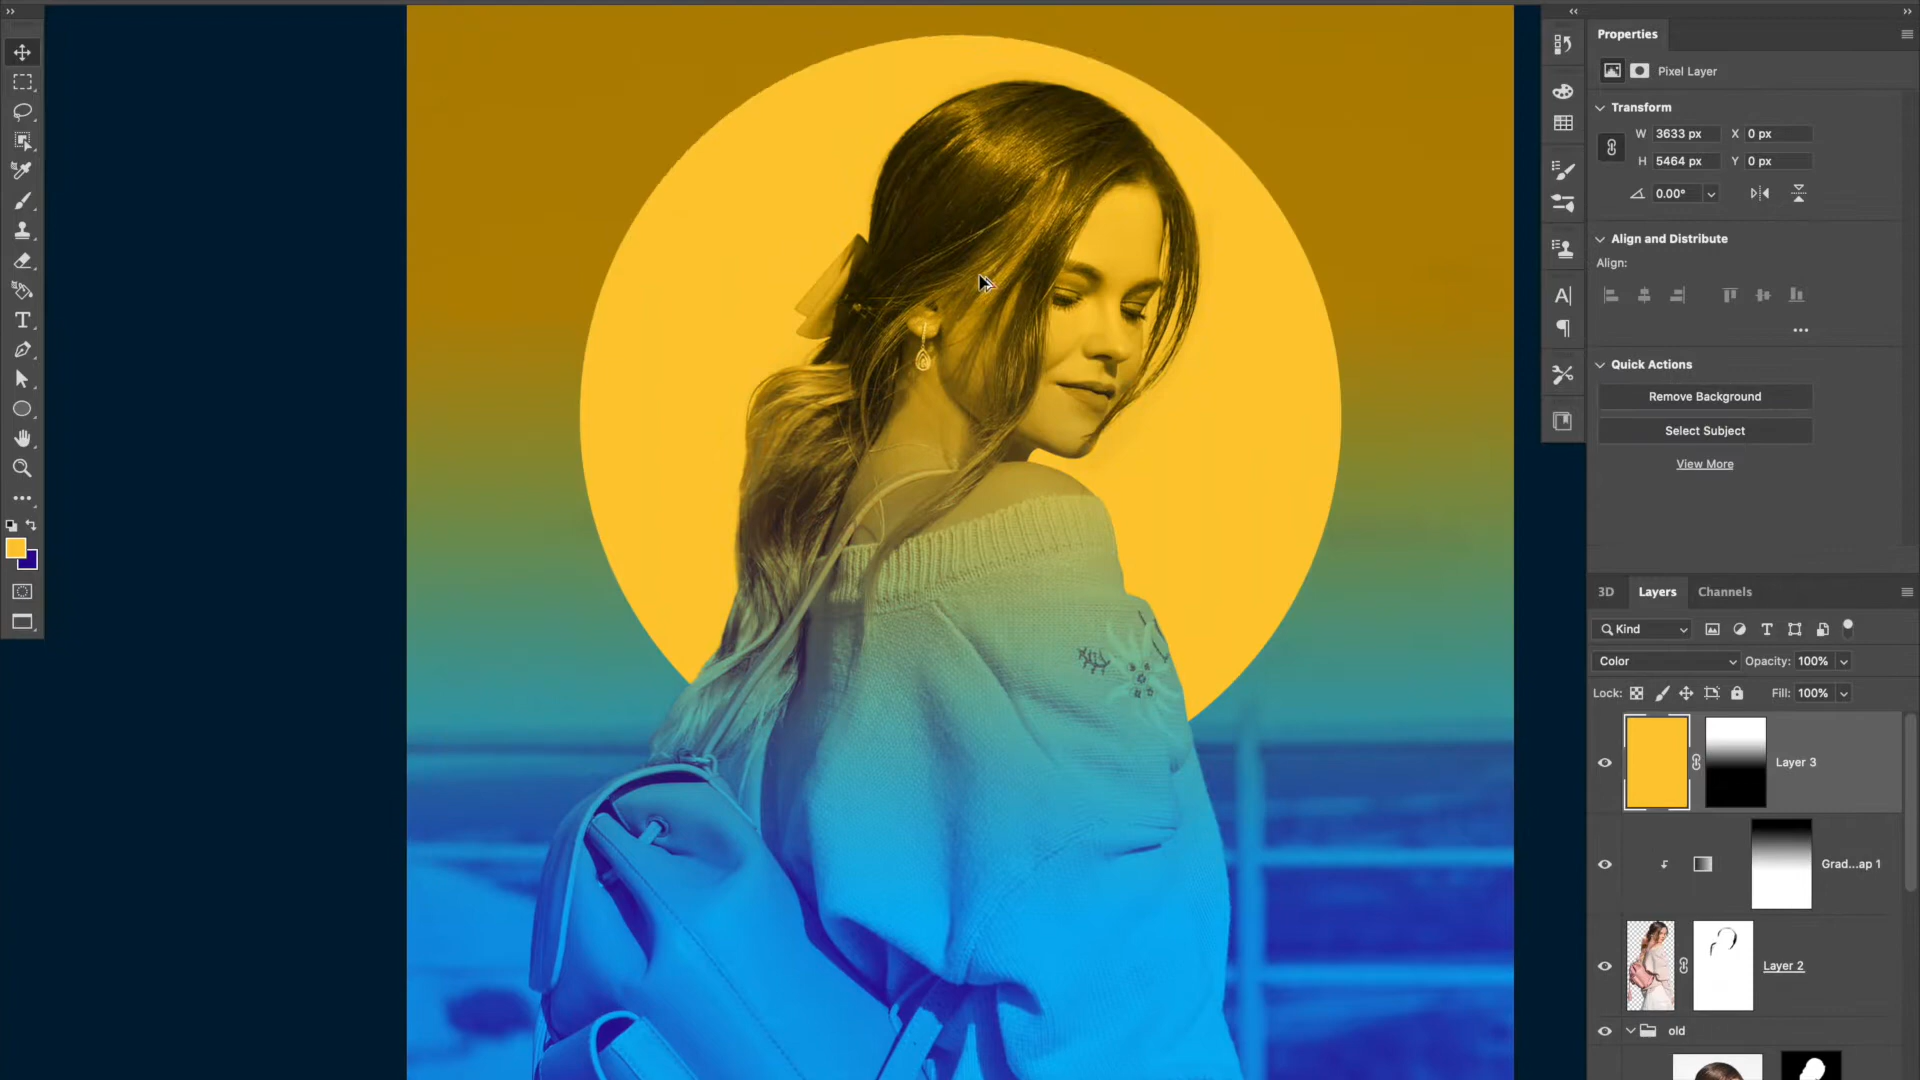 Properties
Pixel Layer
Transform
W 3633 px X 0 px
H 5464 px Y 0 px
0.00°
Align and Distribute
Align:
Quick Actions
Remove Background
Select Subject
View More
3D Layers Channels
Kind
Color Opacity: 100%
Lock: Fill: 100%
Layer 3
Grad...ap 1
Layer 2
old